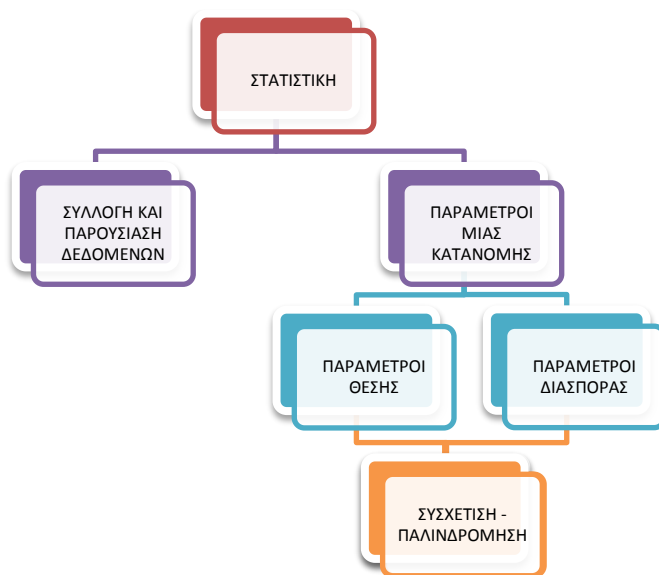 ΣΤΑΤΙΣΤΙΚΗ
ΣΥΛΛΟΓΗ ΚΑΙ
ΠΑΡΟΥΣΙΑΣΗ
ΔΕΔΟΜΕΝΩΝ
ΠΑΡΑΜΕΤΡΟΙ
ΜΙΑΣ
ΚΑΤΑΝΟΜΗΣ
ΠΑΡΑΜΕΤΡΟΙ
ΘΕΣΗΣ
ΠΑΡΑΜΕΤΡΟΙ
ΔΙΑΣΠΟΡΑΣ
ΣΥΣΧΕΤΙΣΗ -
ΠΑΛΙΝΔΡΟΜΗΣΗ